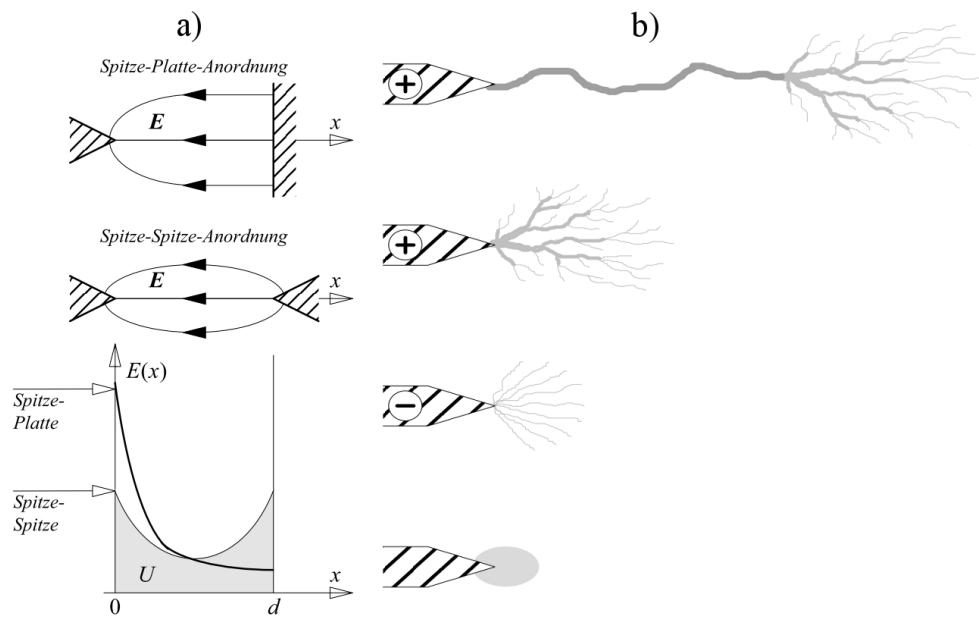 a)
b)
Spitze-Platte-Anordnung
+
E
x
Spitze-Spitze-Anordnung
+
E
x
E(x)
Spitze-
Platte
−
Spitze-
Spitze
U
x
0
d